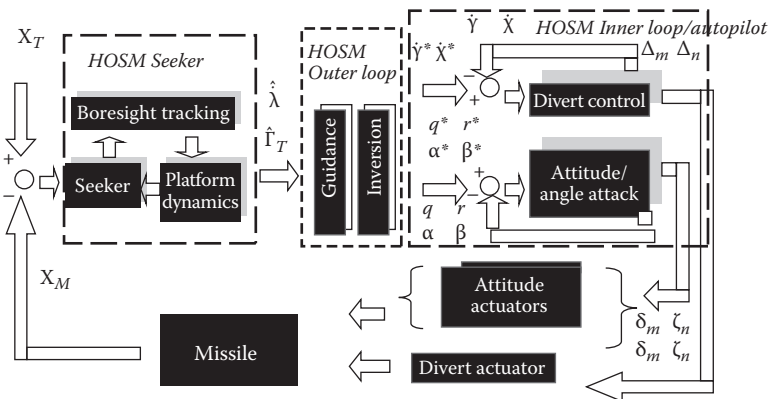 X_T
HOSM Seeker
Boresight tracking
Seeker
Platform
dynamics
+
−
X_M
λ̂̇
Γ̂_T
HOSM
Outer loop
Guidance
Inversion
HOSM Inner loop/autopilot
γ̇ χ̇
γ̇* χ̇*
Δ_m Δ_n
−
+
Divert control
q* r*
α* β*
+
−
Attitude/
angle attack
q r
α β
Attitude
actuators
δ_m ζ_n
δ_m ζ_n
Missile
Divert actuator